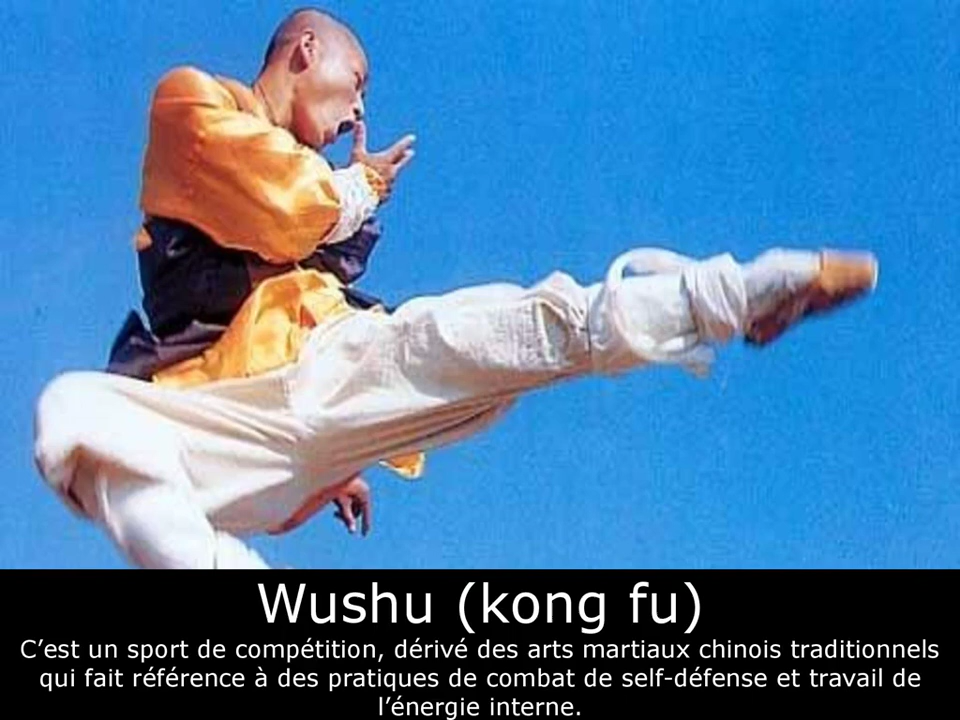 Wushu (kong fu)
C’est un sport de compétition, dérivé des arts martiaux chinois traditionnels
qui fait référence à des pratiques de combat de self-défense et travail de
l’énergie interne.